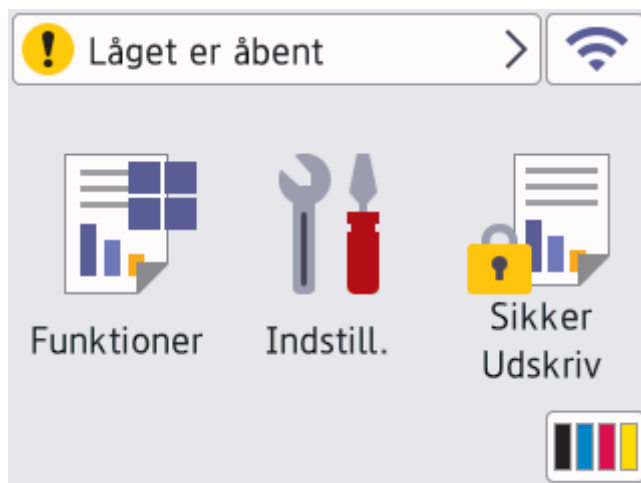 Låget er åbent
Funktioner
Indstill.
Sikker
Udskriv